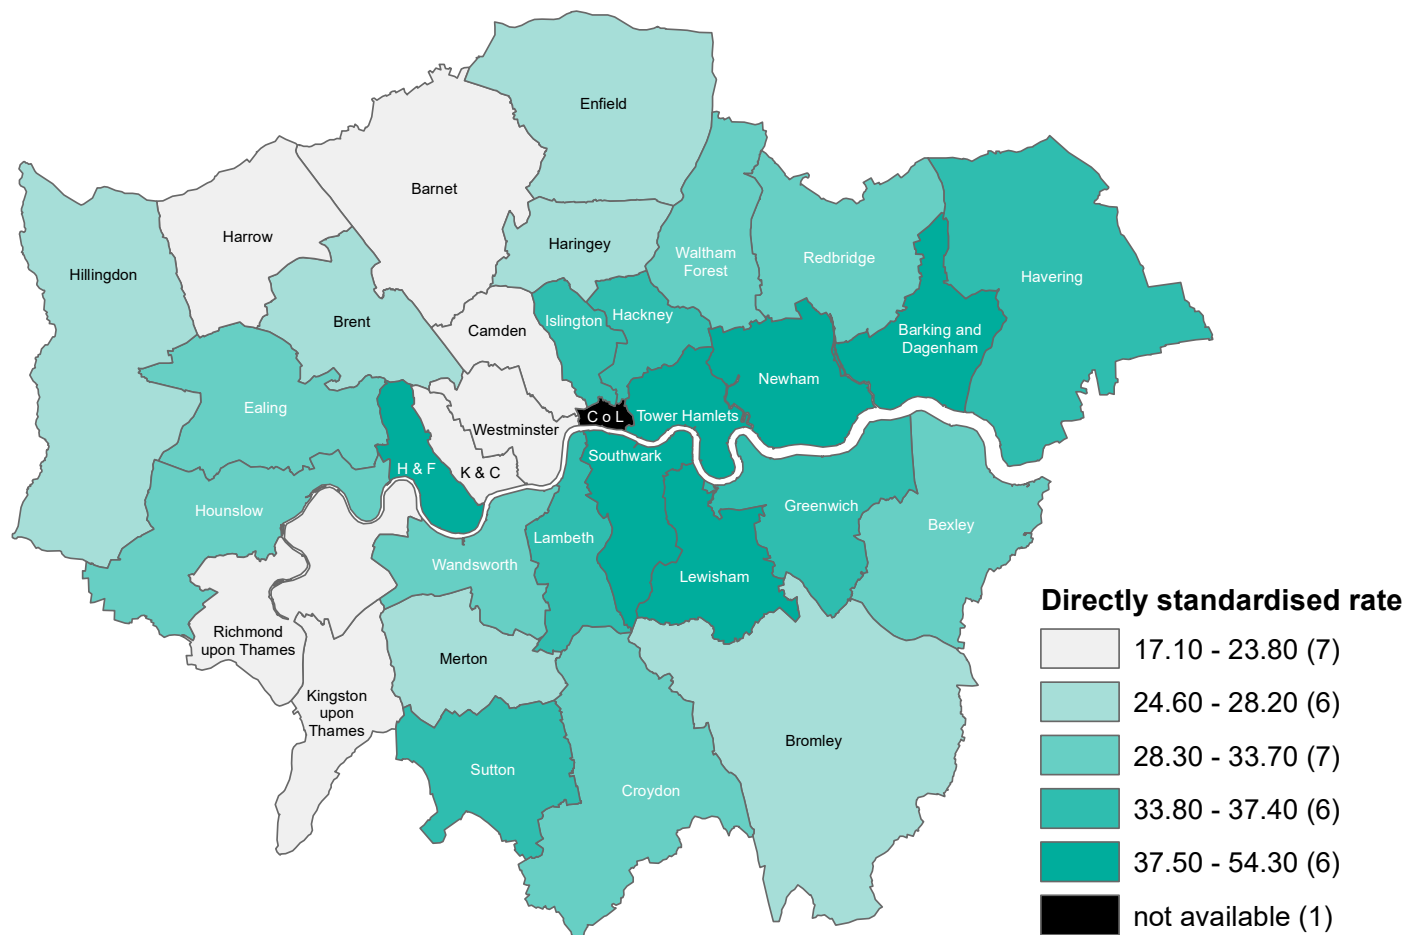 Enfield
Barnet
Harrow
Haringey
Waltham
Forest
Redbridge
Hillingdon
Havering
Brent
Camden
Islington
Hackney
Barking and
Dagenham
Newham
Ealing
Westminster
C o L
Tower Hamlets
H & F
K & C
Southwark
Hounslow
Greenwich
Bexley
Wandsworth
Lambeth
Lewisham
Richmond
upon Thames
Merton
Kingston
upon
Thames
Sutton
Croydon
Bromley
Directly standardised rate
17.10 - 23.80 (7)
24.60 - 28.20 (6)
28.30 - 33.70 (7)
33.80 - 37.40 (6)
37.50 - 54.30 (6)
not available (1)